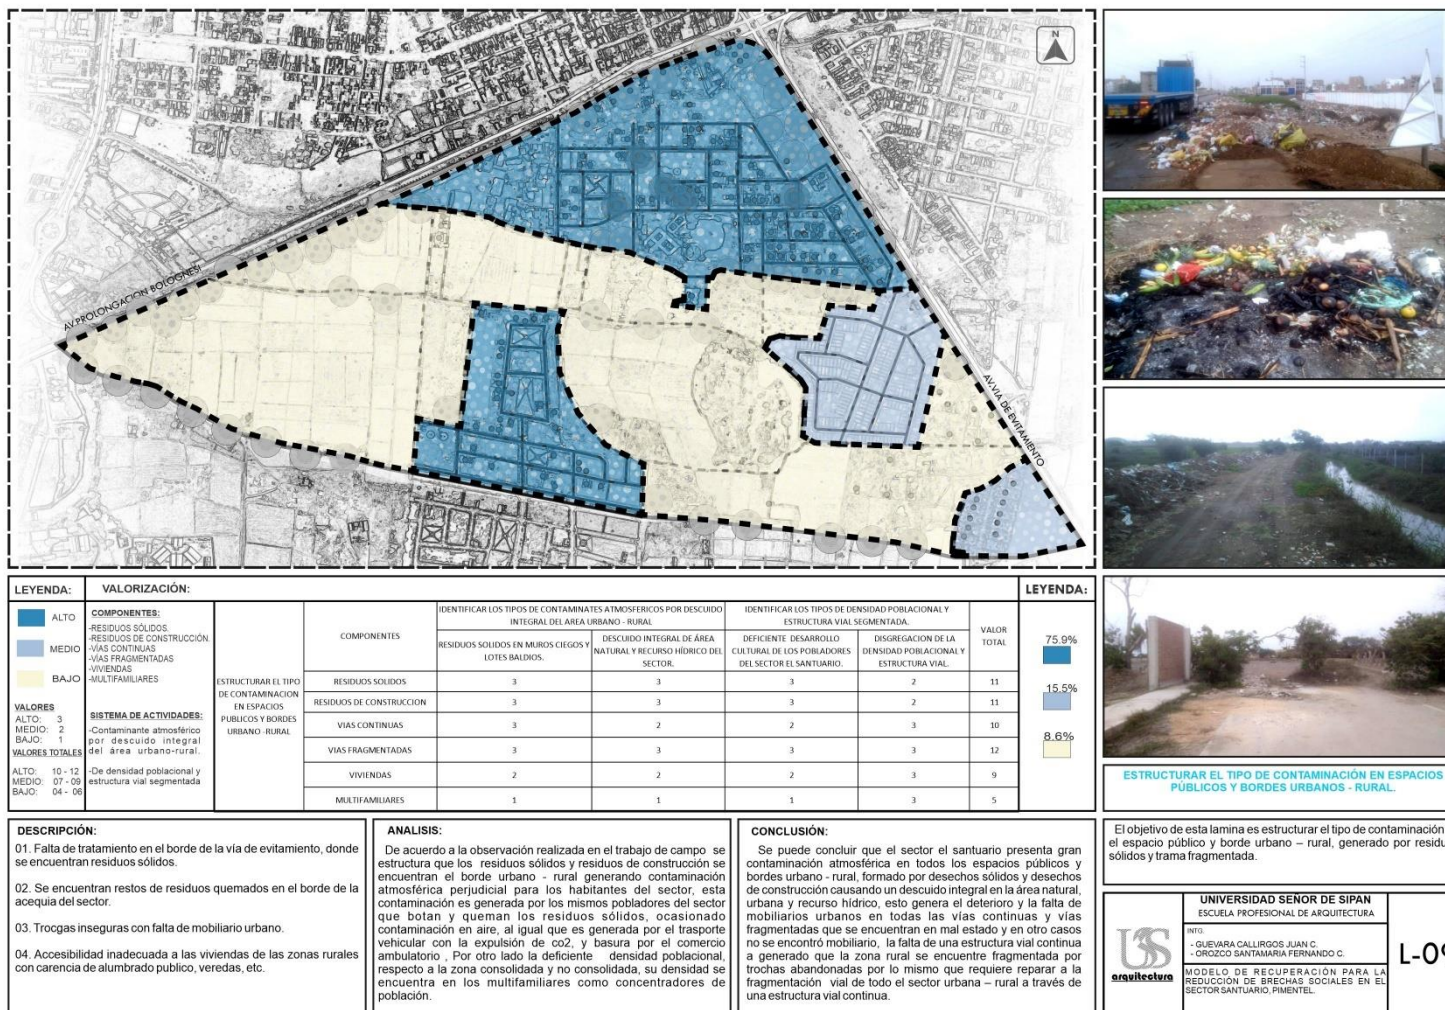 N
AV.PROLONGACION BOLOGNESI
AV.VIA DE EVITAMIENTO
LEYENDA:
ALTO
MEDIO
BAJO
VALORES
ALTO: 3
MEDIO: 2
BAJO: 1
VALORES TOTALES
ALTO: 10 - 12
MEDIO: 07 - 09
BAJO: 04 - 06
VALORIZACIÓN:
COMPONENTES:
-RESIDUOS SÓLIDOS.
-RESIDUOS DE CONSTRUCCIÓN.
-VÍAS CONTINUAS
-VÍAS FRAGMENTADAS
-VIVIENDAS
-MULTIFAMILIARES
SISTEMA DE ACTIVIDADES:
-Contaminante atmosférico
por descuido integral
del área urbano-rural.
-De densidad poblacional y
estructura vial segmentada
ESTRUCTURAR EL TIPO
DE CONTAMINACION
EN ESPACIOS
PUBLICOS Y BORDES
URBANO -RURAL
COMPONENTES
IDENTIFICAR LOS TIPOS DE CONTAMINATES ATMOSFERICOS POR DESCUIDO
INTEGRAL DEL AREA URBANO - RURAL
IDENTIFICAR LOS TIPOS DE DENSIDAD POBLACIONAL Y
ESTRUCTURA VIAL SEGMENTADA.
VALOR
TOTAL
RESIDUOS SOLIDOS EN MUROS CIEGOS Y
LOTES BALDIOS.
DESCUIDO INTEGRAL DE ÁREA
NATURAL Y RECURSO HÍDRICO DEL
SECTOR.
DEFICIENTE DESARROLLO
CULTURAL DE LOS POBLADORES
DEL SECTOR EL SANTUARIO.
DISGREGACION DE LA
DENSIDAD POBLACIONAL Y
ESTRUCTURA VIAL.
RESIDUOS SOLIDOS 3 3 3 2 11
RESIDUOS DE CONSTRUCCION 3 3 3 2 11
VIAS CONTINUAS 3 2 2 3 10
VIAS FRAGMENTADAS 3 3 3 3 12
VIVIENDAS 2 2 2 3 9
MULTIFAMILIARES 1 1 1 3 5
LEYENDA:
75.9%
15.5%
8.6%
ESTRUCTURAR EL TIPO DE CONTAMINACIÓN EN ESPACIOS
PÚBLICOS Y BORDES URBANOS - RURAL.
DESCRIPCIÓN:
01. Falta de tratamiento en el borde de la vía de evitamiento, donde
se encuentran residuos sólidos.
02. Se encuentran restos de residuos quemados en el borde de la
acequia del sector.
03. Trocgas inseguras con falta de mobiliario urbano.
04. Accesibilidad inadecuada a las viviendas de las zonas rurales
con carencia de alumbrado publico, veredas, etc.
ANALISIS:
De acuerdo a la observación realizada en el trabajo de campo se
estructura que los residuos sólidos y residuos de construcción se
encuentran el borde urbano - rural generando contaminación
atmosférica perjudicial para los habitantes del sector, esta
contaminación es generada por los mismos pobladores del sector
que botan y queman los residuos sólidos, ocasionado
contaminación en aire, al igual que es generada por el trasporte
vehicular con la expulsión de co2, y basura por el comercio
ambulatorio , Por otro lado la deficiente densidad poblacional,
respecto a la zona consolidada y no consolidada, su densidad se
encuentra en los multifamiliares como concentradores de
población.
CONCLUSIÓN:
Se puede concluir que el sector el santuario presenta gran
contaminación atmosférica en todos los espacios públicos y
bordes urbano - rural, formado por desechos sólidos y desechos
de construcción causando un descuido integral en la área natural,
urbana y recurso hídrico, esto genera el deterioro y la falta de
mobiliarios urbanos en todas las vías continuas y vías
fragmentadas que se encuentran en mal estado y en otro casos
no se encontró mobiliario, la falta de una estructura vial continua
a generado que la zona rural se encuentre fragmentada por
trochas abandonadas por lo mismo que requiere reparar a la
fragmentación vial de todo el sector urbana – rural a través de
una estructura vial continua.
El objetivo de esta lamina es estructurar el tipo de contaminación
el espacio público y borde urbano – rural, generado por residu
sólidos y trama fragmentada.
US
arquitectura
UNIVERSIDAD SEÑOR DE SIPAN
ESCUELA PROFESIONAL DE ARQUITECTURA
INTG.
- GUEVARA CALLIRGOS JUAN C.
- OROZCO SANTAMARIA FERNANDO C.
MODELO DE RECUPERACIÓN PARA LA
REDUCCIÓN DE BRECHAS SOCIALES EN EL
SECTOR SANTUARIO, PIMENTEL.
L-09